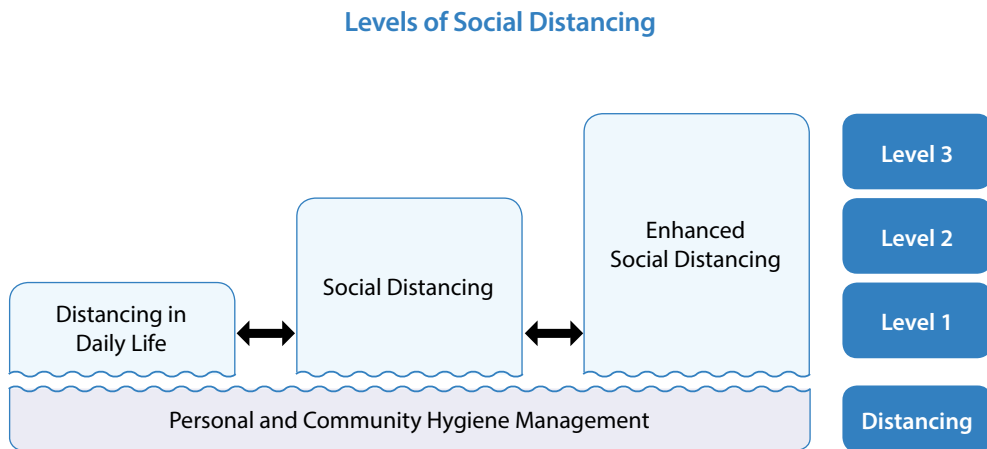 Levels of Social Distancing
Level 3
Enhanced
Social Distancing
Level 2
Social Distancing
Distancing in
Daily Life
Level 1
Personal and Community Hygiene Management
Distancing